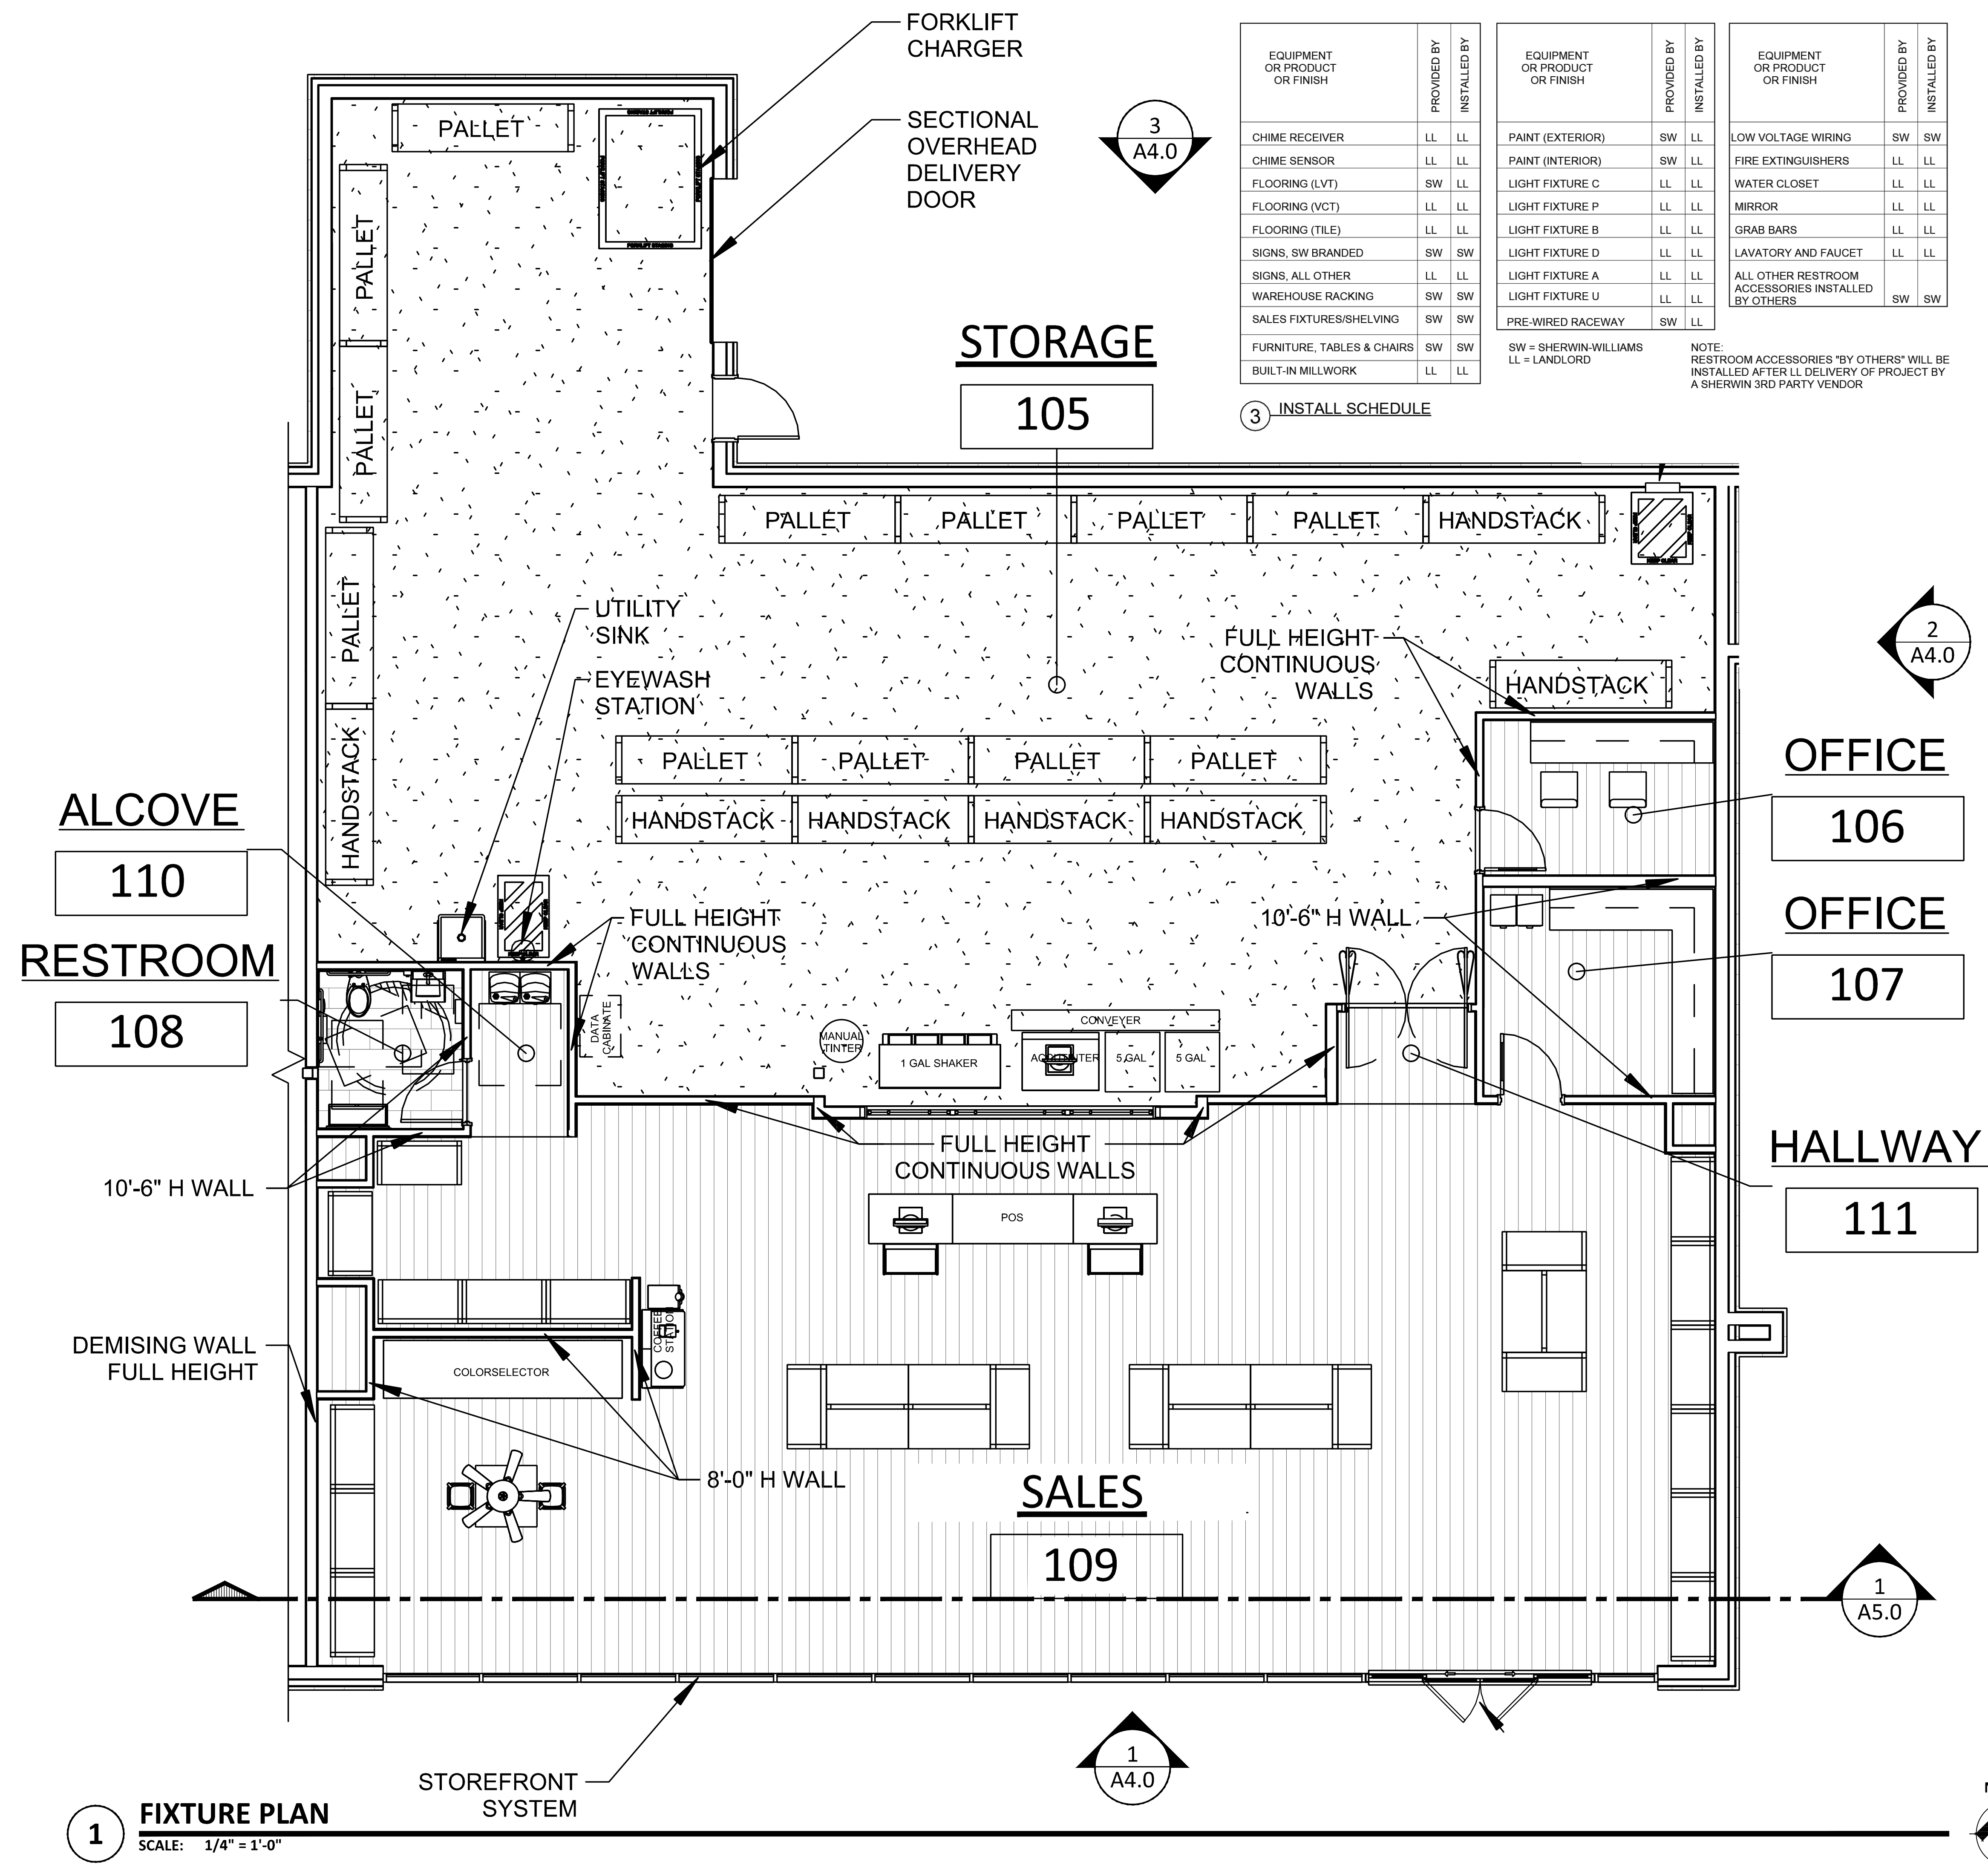 FORKLIFT
CHARGER
SECTIONAL
OVERHEAD
DELIVERY
DOOR
3
A4.0
EQUIPMENT
OR PRODUCT
OR FINISH
PROVIDED BY
INSTALLED BY
CHIME RECEIVER LL LL
CHIME SENSOR LL LL
FLOORING (LVT) SW LL
FLOORING (VCT) LL LL
FLOORING (TILE) LL LL
SIGNS, SW BRANDED SW SW
SIGNS, ALL OTHER LL LL
WAREHOUSE RACKING SW SW
SALES FIXTURES/SHELVING SW SW
FURNITURE, TABLES & CHAIRS SW SW
BUILT-IN MILLWORK LL LL
EQUIPMENT
OR PRODUCT
OR FINISH
PROVIDED BY
INSTALLED BY
PAINT (EXTERIOR) SW LL
PAINT (INTERIOR) SW LL
LIGHT FIXTURE C LL LL
LIGHT FIXTURE P LL LL
LIGHT FIXTURE B LL LL
LIGHT FIXTURE D LL LL
LIGHT FIXTURE A LL LL
LIGHT FIXTURE U LL LL
PRE-WIRED RACEWAY SW LL
EQUIPMENT
OR PRODUCT
OR FINISH
PROVIDED BY
INSTALLED BY
LOW VOLTAGE WIRING SW SW
FIRE EXTINGUISHERS LL LL
WATER CLOSET LL LL
MIRROR LL LL
GRAB BARS LL LL
LAVATORY AND FAUCET LL LL
ALL OTHER RESTROOM
ACCESSORIES INSTALLED
BY OTHERS SW SW
SW = SHERWIN-WILLIAMS
LL = LANDLORD
NOTE:
RESTROOM ACCESSORIES "BY OTHERS" WILL BE
INSTALLED AFTER LL DELIVERY OF PROJECT BY
A SHERWIN 3RD PARTY VENDOR
3 INSTALL SCHEDULE
PALLET
FORKLIFT STAGING
PALLET
PALLET
PALLET
HANDSTACK
STORAGE
105
PALLET PALLET PALLET PALLET HANDSTACK
KEEP CLEAR
UTILITY
SINK
EYEWASH
STATION
FULL HEIGHT
CONTINUOUS
WALLS
HANDSTACK
2
A4.0
PALLET PALLET PALLET PALLET
HANDSTACK HANDSTACK HANDSTACK HANDSTACK
OFFICE
106
OFFICE
107
ALCOVE
110
RESTROOM
108
FULL HEIGHT
CONTINUOUS
WALLS
10'-6" H WALL
DATA
CABINATE
MANUAL
TINTER
1 GAL SHAKER
CONVEYER
5 GAL
5 GAL
FULL HEIGHT
CONTINUOUS WALLS
HALLWAY
111
10'-6" H WALL
POS
DEMISING WALL
FULL HEIGHT
COFFEE
STATION
COLORSELECTOR
8'-0" H WALL
SALES
109
1
A5.0
STOREFRONT
SYSTEM
1
A4.0
1
FIXTURE PLAN
SCALE: 1/4" = 1'-0"